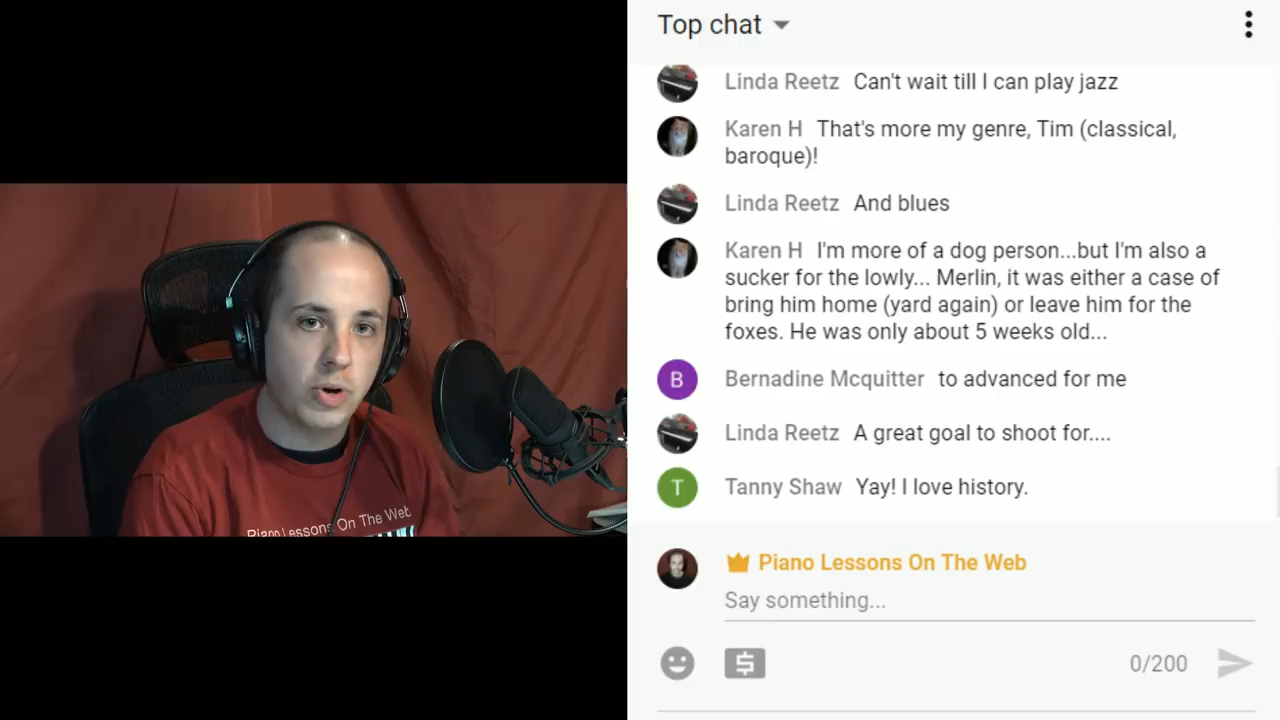 Top chat
Linda Reetz Can't wait till I can play jazz
Karen H That's more my genre, Tim (classical,
baroque)!
Linda Reetz And blues
Karen H I'm more of a dog person...but I'm also a
sucker for the lowly... Merlin, it was either a case of
bring him home (yard again) or leave him for the
foxes. He was only about 5 weeks old...
B Bernadine Mcquitter to advanced for me
Linda Reetz A great goal to shoot for....
T Tanny Shaw Yay! I love history.
Piano Lessons On The Web
Say something...
0/200
Piano Lessons On The Web